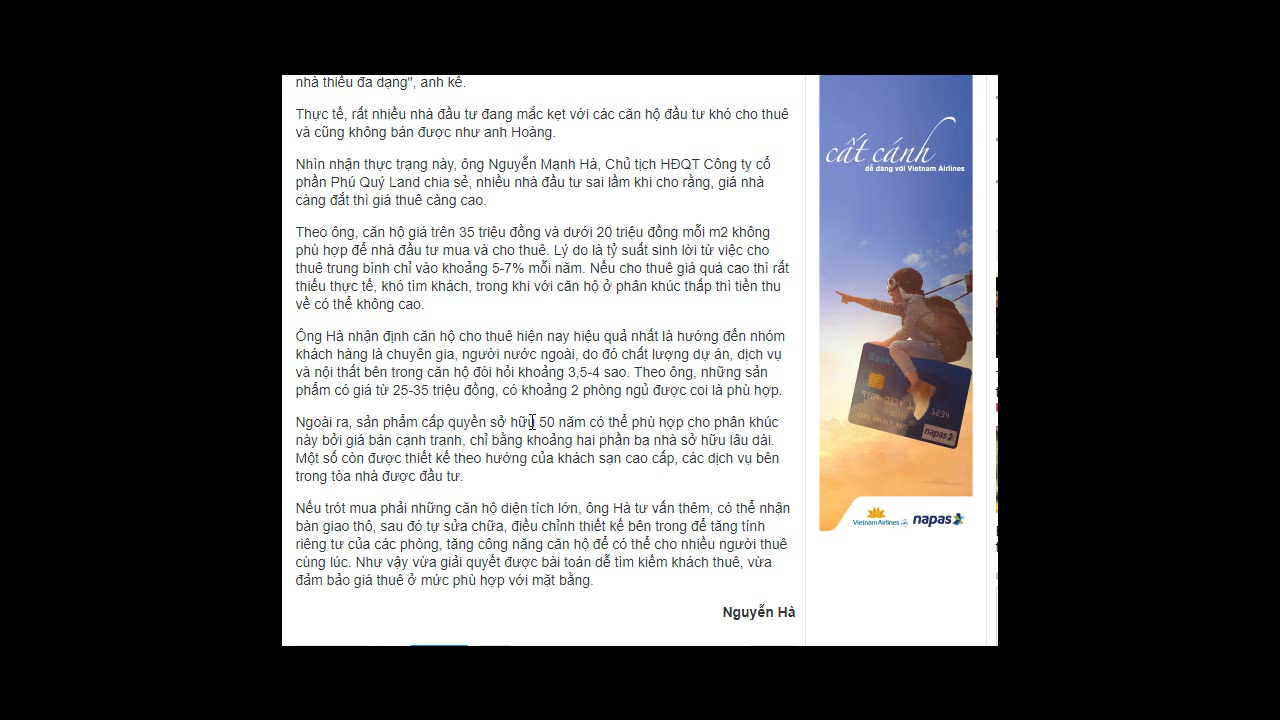 nhà thiếu đa dạng", anh kể.
Thực tế, rất nhiều nhà đầu tư đang mắc kẹt với các căn hộ đầu tư khó cho thuê
và cũng không bán được như anh Hoàng.
Nhìn nhận thực trạng này, ông Nguyễn Mạnh Hà, Chủ tịch HĐQT Công ty cổ
phần Phú Quý Land chia sẻ, nhiều nhà đầu tư sai lầm khi cho rằng, giá nhà
càng đắt thì giá thuê càng cao.
Theo ông, căn hộ giá trên 35 triệu đồng và dưới 20 triệu đồng mỗi m2 không
phù hợp để nhà đầu tư mua và cho thuê. Lý do là tỷ suất sinh lời từ việc cho
thuê trung bình chỉ vào khoảng 5-7% mỗi năm. Nếu cho thuê giá quá cao thì rất
thiếu thực tế, khó tìm khách, trong khi với căn hộ ở phân khúc thấp thì tiền thu
về có thể không cao.
Ông Hà nhận định căn hộ cho thuê hiện nay hiệu quả nhất là hướng đến nhóm
khách hàng là chuyên gia, người nước ngoài, do đó chất lượng dự án, dịch vụ
và nội thất bên trong căn hộ đòi hỏi khoảng 3,5-4 sao. Theo ông, những sản
phẩm có giá từ 25-35 triệu đồng, có khoảng 2 phòng ngủ được coi là phù hợp.
Ngoài ra, sản phẩm cấp quyền sở hữu 50 năm có thể phù hợp cho phân khúc
này bởi giá bán cạnh tranh, chỉ bằng khoảng hai phần ba nhà sở hữu lâu dài.
Một số còn được thiết kế theo hướng của khách sạn cao cấp, các dịch vụ bên
trong tòa nhà được đầu tư.
Nếu trót mua phải những căn hộ diện tích lớn, ông Hà tư vấn thêm, có thể nhận
bàn giao thô, sau đó tự sửa chữa, điều chỉnh thiết kế bên trong để tăng tính
riêng tư của các phòng, tăng công năng căn hộ để có thể cho nhiều người thuê
cùng lúc. Như vậy vừa giải quyết được bài toán dễ tìm kiếm khách thuê, vừa
đảm bảo giá thuê ở mức phù hợp với mặt bằng.
Nguyễn Hà
cất cánh
dễ dàng với Vietnam Airlines
napas
Vietnam Airlines
napas